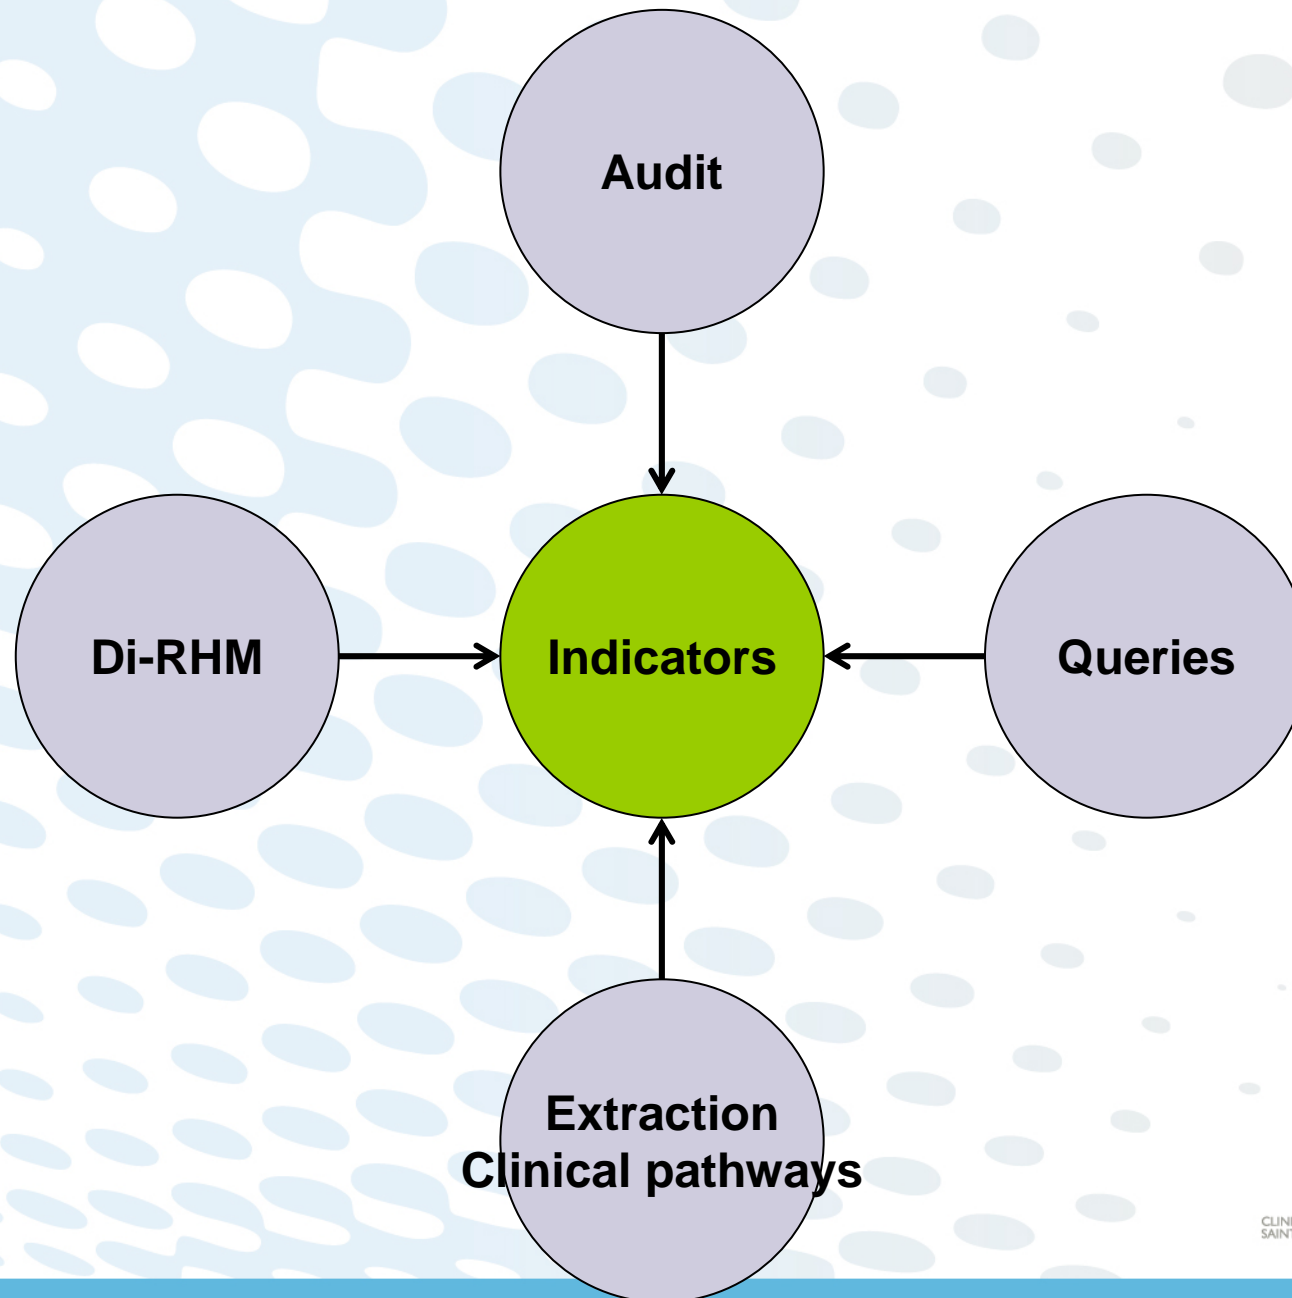 Audit
Di-RHM
Indicators
Queries
Extraction
Clinical pathways